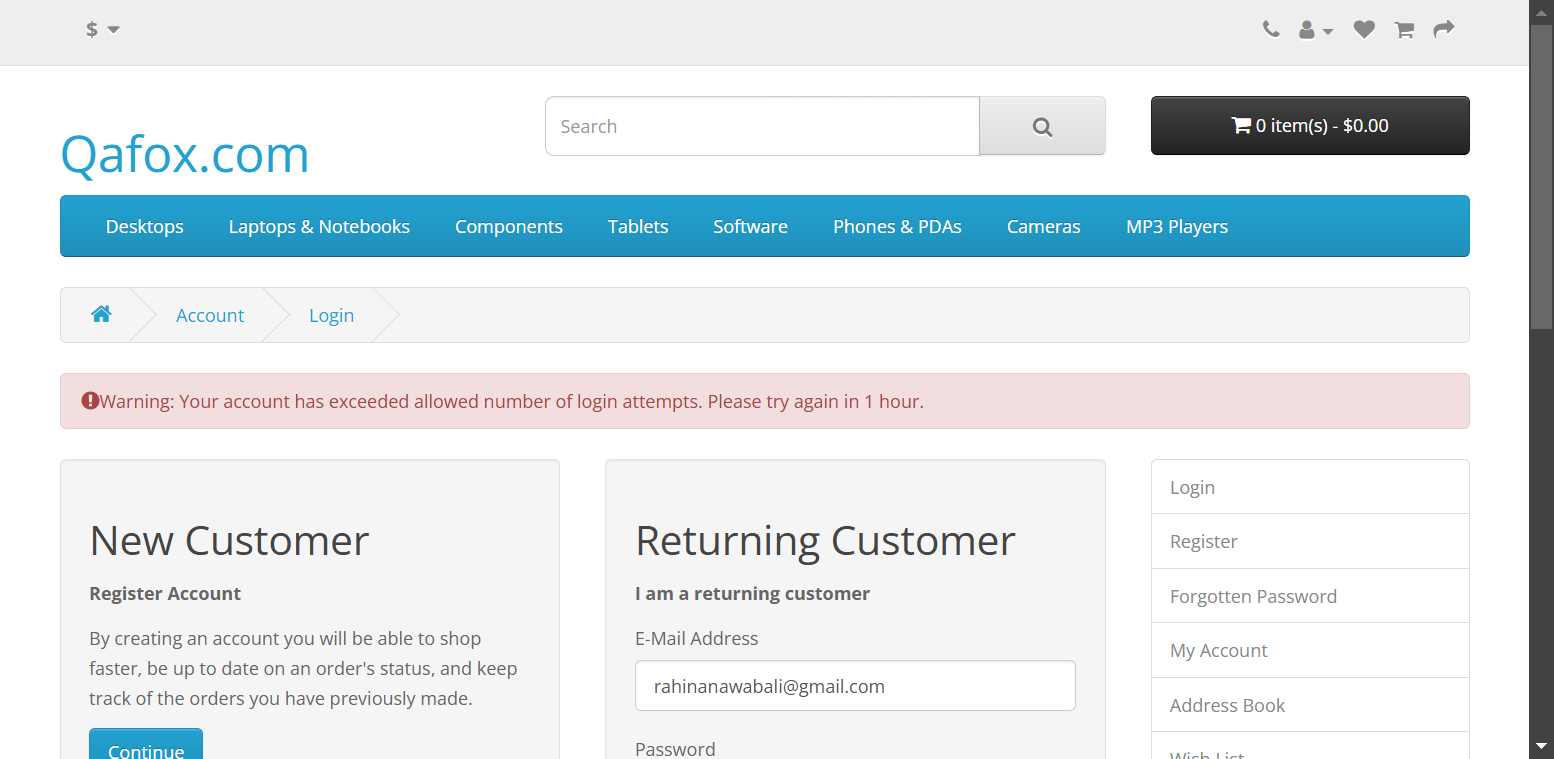 $
Search
0 item(s) - $0.00
Qafox.com
Desktops Laptops & Notebooks Components Tablets Software Phones & PDAs Cameras MP3 Players
Account Login
Warning: Your account has exceeded allowed number of login attempts. Please try again in 1 hour.
New Customer
Register Account
By creating an account you will be able to shop
faster, be up to date on an order's status, and keep
track of the orders you have previously made.
Continue
Returning Customer
I am a returning customer
E-Mail Address
rahinanawabali@gmail.com
Password
Login
Register
Forgotten Password
My Account
Address Book
Wish List